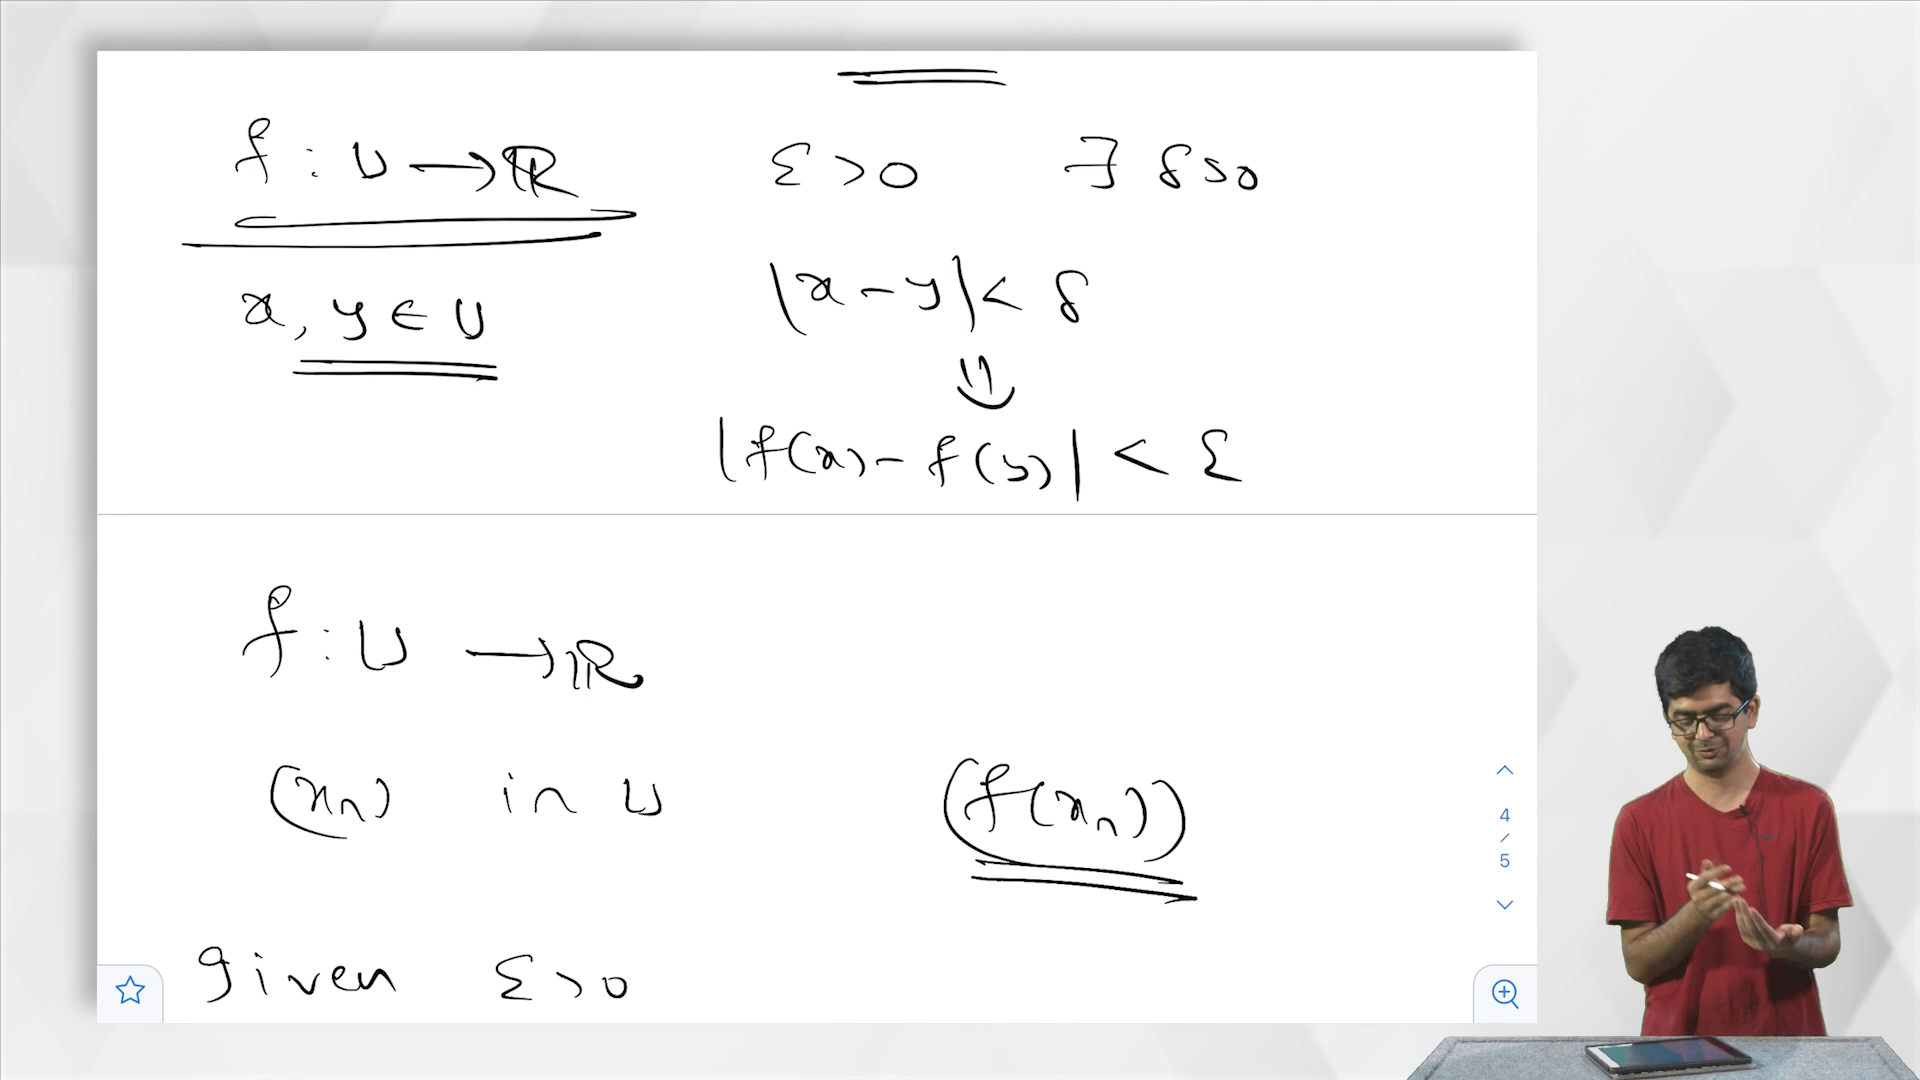 f : U → ℝ ε > 0 ∃ δ > 0
x, y ∈ U |x - y| < δ
⇓
|f(x) - f(y)| < ε
f : U → ℝ
(xₙ) in U (f(xₙ))
4
/
5
Given ε > 0